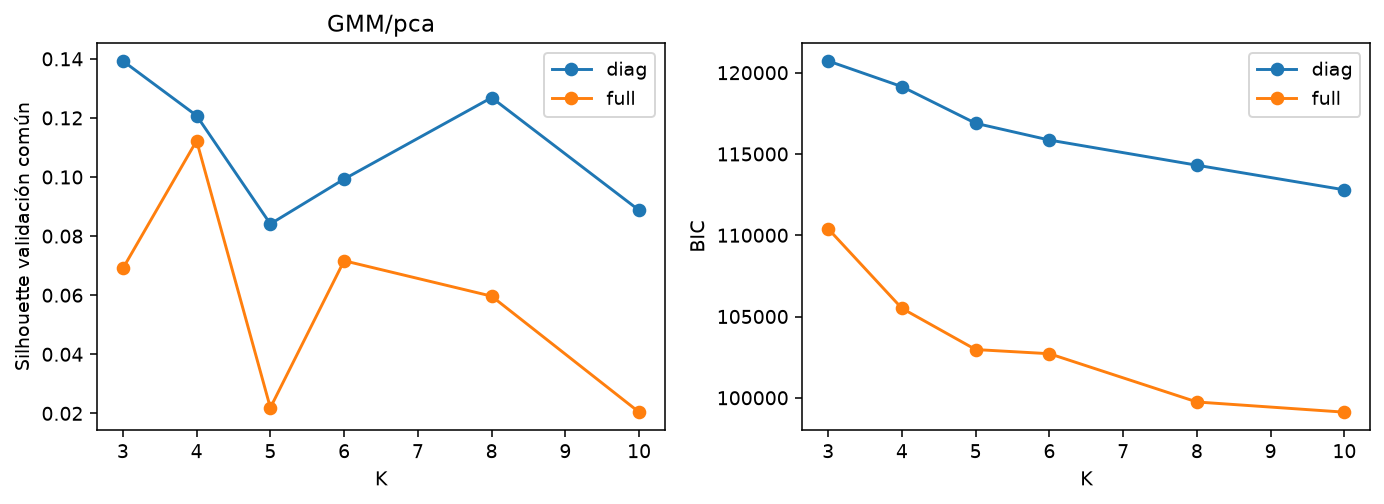 GMM/pca
Silhouette validación común
0.14
0.12
0.10
0.08
0.06
0.04
0.02
3 4 5 6 7 8 9 10
K
diag
full
BIC
120000
115000
110000
105000
100000
3 4 5 6 7 8 9 10
K
diag
full